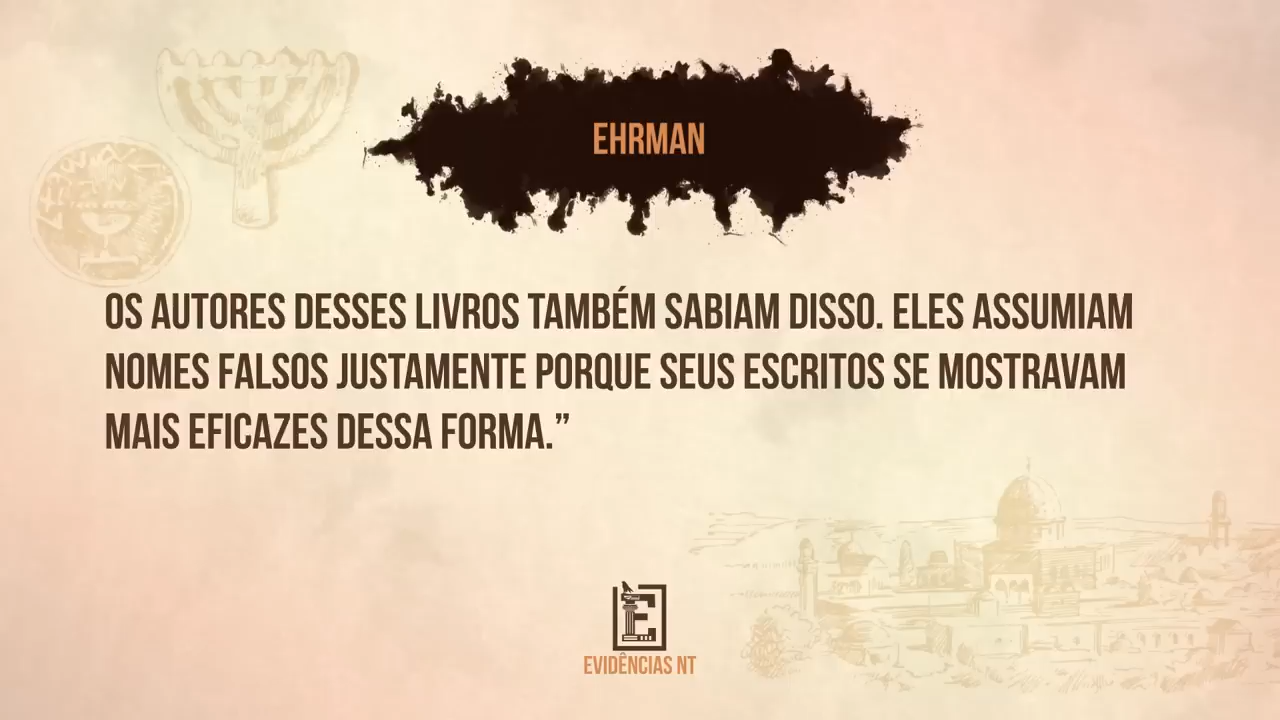 EHRMAN
OS AUTORES DESSES LIVROS TAMBÉM SABIAM DISSO. ELES ASSUMIAM
NOMES FALSOS JUSTAMENTE PORQUE SEUS ESCRITOS SE MOSTRAVAM
MAIS EFICAZES DESSA FORMA.”
E
EVIDÊNCIAS NT